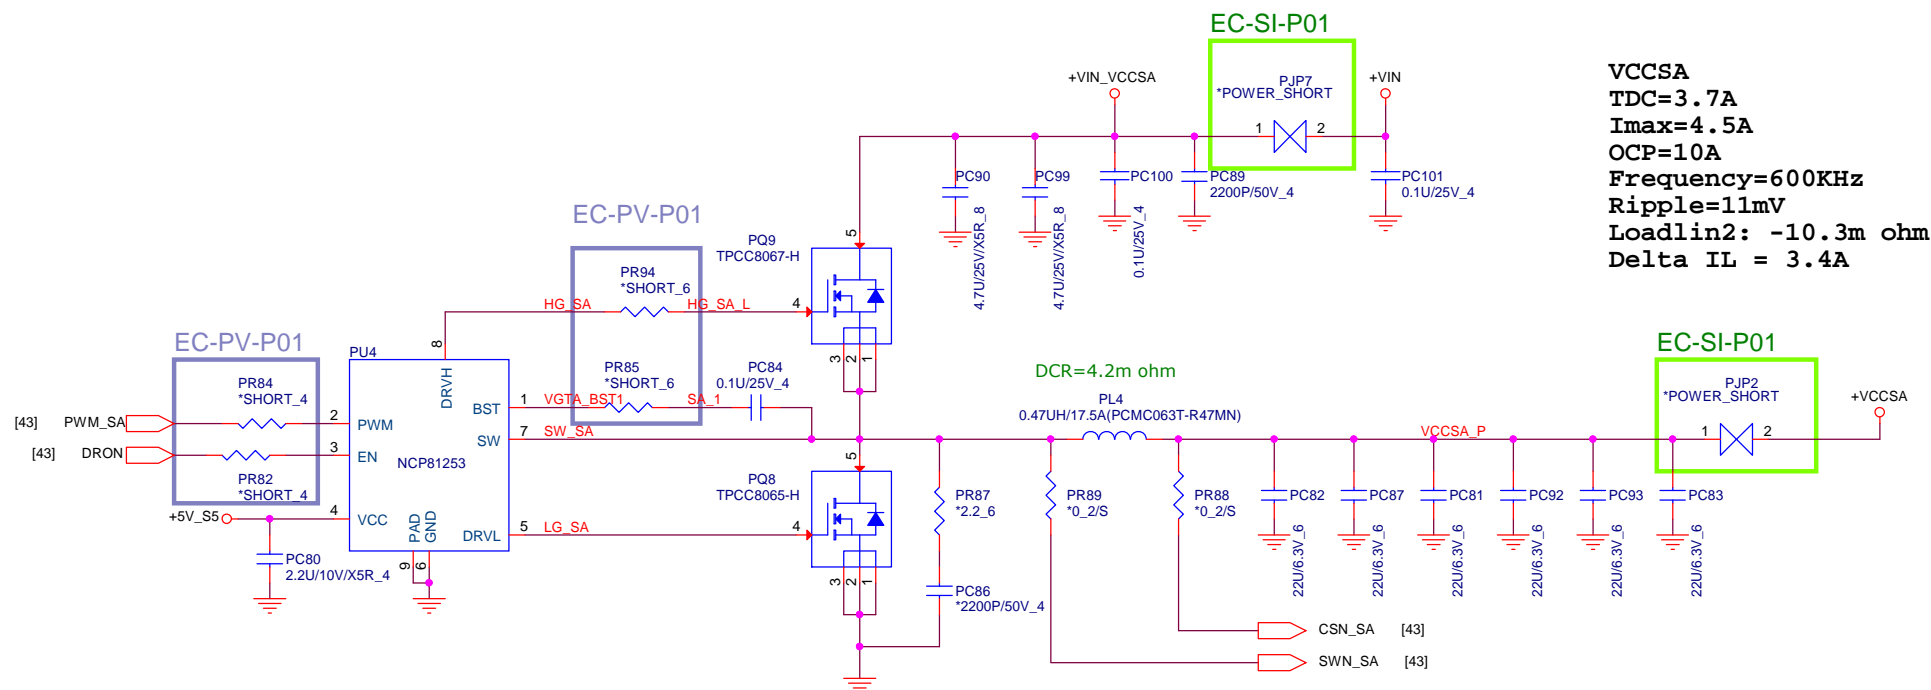 EC-SI-P01
VCCSA
TDC=3.7A
Imax=4.5A
OCP=10A
Frequency=600KHz
Ripple=11mV
Loadlin2: -10.3m ohm
Delta IL = 3.4A
+VIN_VCCSA
PJP7
*POWER_SHORT
+VIN
1
2
PC90
4.7U/25V/X5R_8
PC99
4.7U/25V/X5R_8
PC100
0.1U/25V_4
PC89
2200P/50V_4
PC101
0.1U/25V_4
EC-PV-P01
PR94
*SHORT_6
HG_SA
HG_SA_L
PQ9
TPCC8067-H
5
4
3
2
1
EC-PV-P01
PR84
*SHORT_4
[43]
PWM_SA
[43]
DRON
PR82
*SHORT_4
+5V_S5
PC80
2.2U/10V/X5R_4
PU4
NCP81253
8
DRVH
2
PWM
3
EN
4
VCC
PAD
GND
9
6
BST
1
SW
7
DRVL
5
PR85
*SHORT_6
VGTA_BST1
SA_1
PC84
0.1U/25V_4
SW_SA
LG_SA
PQ8
TPCC8065-H
5
4
3
2
1
PR87
*2.2_6
PC86
*2200P/50V_4
DCR=4.2m ohm
PL4
0.47UH/17.5A(PCMC063T-R47MN)
PR89
*0_2/S
PR88
*0_2/S
VCCSA_P
PC82
22U/6.3V_6
PC87
22U/6.3V_6
PC81
22U/6.3V_6
PC92
22U/6.3V_6
PC93
22U/6.3V_6
PC83
22U/6.3V_6
EC-SI-P01
PJP2
*POWER_SHORT
1
2
+VCCSA
CSN_SA
[43]
SWN_SA
[43]